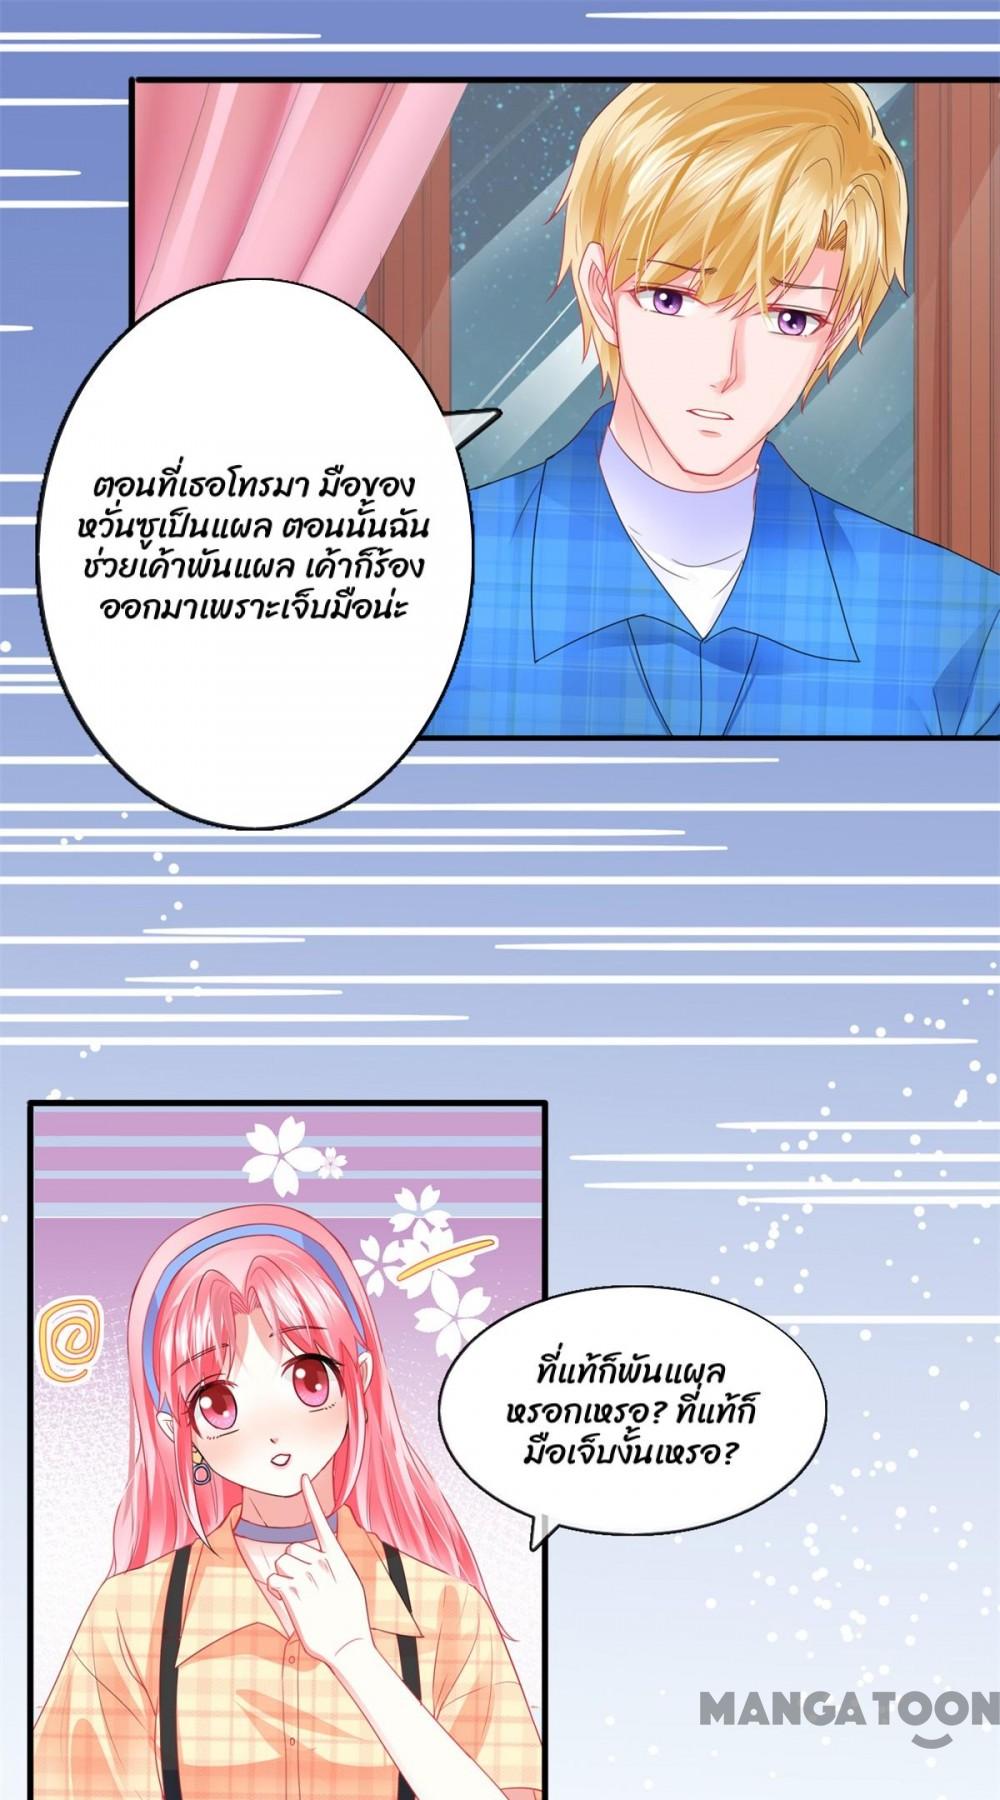 ตอนที่เธอโทรมา มือของ
หวั่นซูเป็นแผล ตอนนั้นฉัน
ช่วยเค้าพันแผล เค้าก็ร้อง
ออกมาเพราะเจ็บมือน่ะ
ที่แท้ก็พันแผล
หรอกเหรอ? ที่แท้ก็
มือเจ็บงั้นเหรอ?
MANGATOON